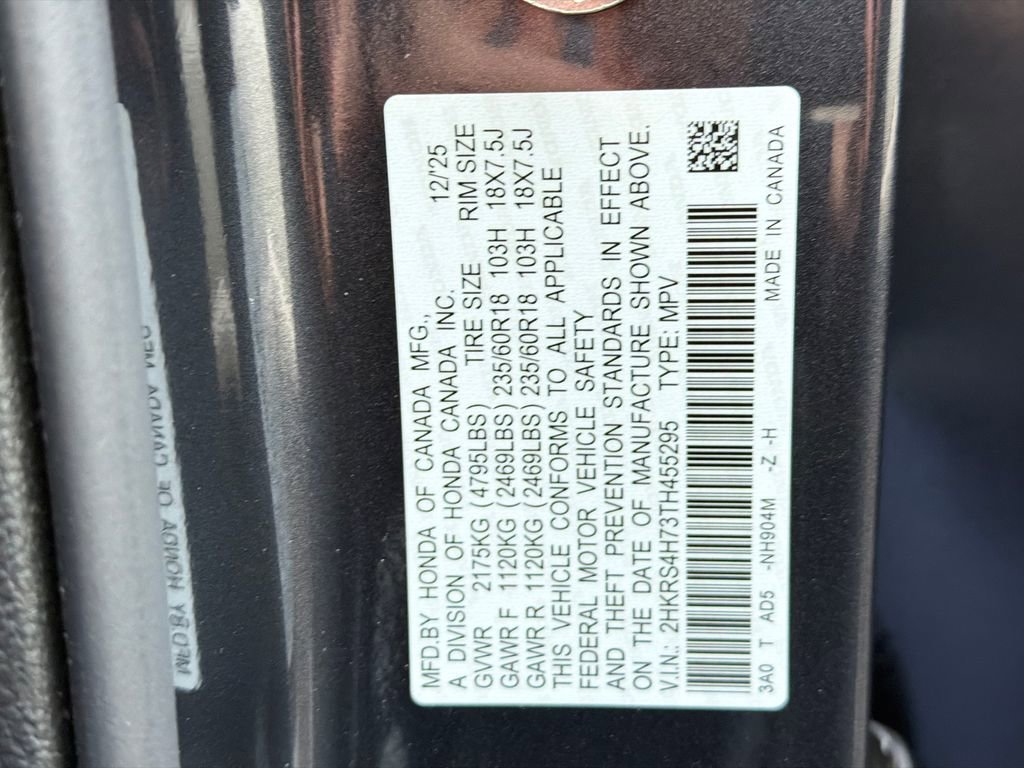 MFD.BY HONDA OF CANADA MFG.,
A DIVISION OF HONDA CANADA INC. 12/'25
GVWR 2175KG (4795LBS) TIRE SIZE RIM SIZE
GAWR F 1120KG (2469LBS) 235/60R18 103H 18X7.5J
GAWR R 1120KG (2469LBS) 235/60R18 103H 18X7.5J
THIS VEHICLE CONFORMS TO ALL APPLICABLE
FEDERAL MOTOR VEHICLE SAFETY
AND THEFT PREVENTION STANDARDS IN EFFECT
ON THE DATE OF MANUFACTURE SHOWN ABOVE.
V.I.N.: 2HKRS4H73TH455295 TYPE: MPV
3A0 T AD5 -NH904M -Z -H MADE IN CANADA